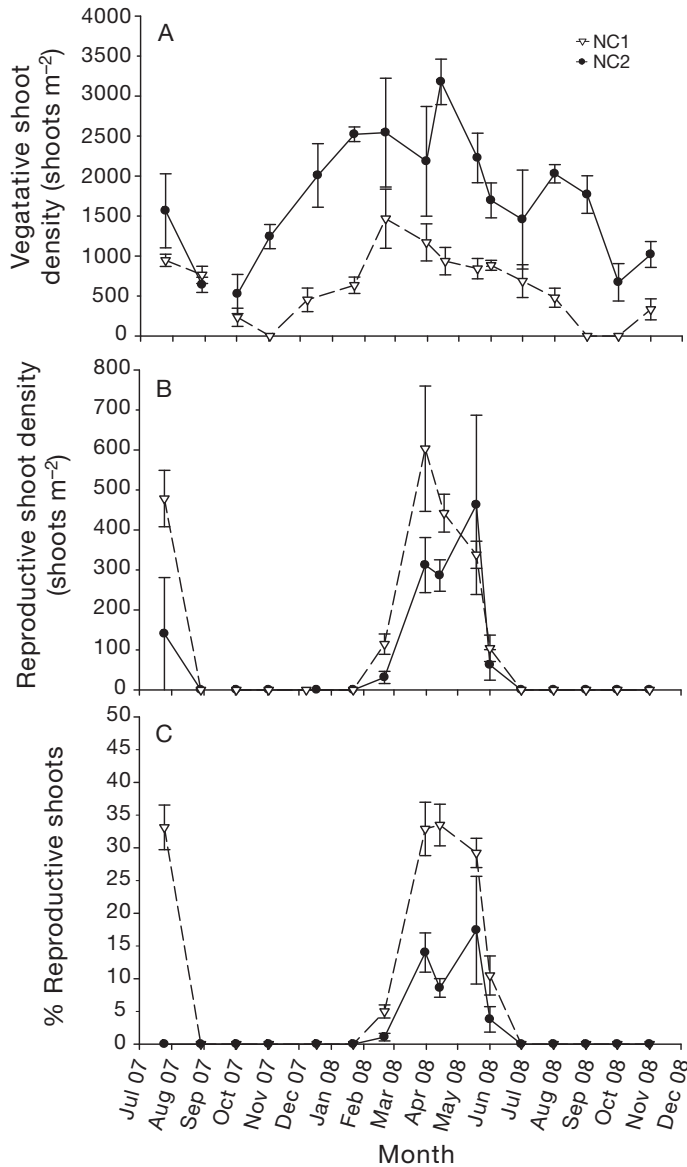 A
NC1
NC2
Vegatative shoot
density (shoots m⁻²)
4000
3500
3000
2500
2000
1500
1000
500
0
B
Reproductive shoot density
(shoots m⁻²)
800
700
600
500
400
300
200
100
0
C
% Reproductive shoots
50
45
40
35
30
25
20
15
10
5
0
Jul 07
Aug 07
Sep 07
Oct 07
Nov 07
Dec 07
Jan 08
Feb 08
Mar 08
Apr 08
May 08
Jun 08
Jul 08
Aug 08
Sep 08
Oct 08
Nov 08
Dec 08
Month